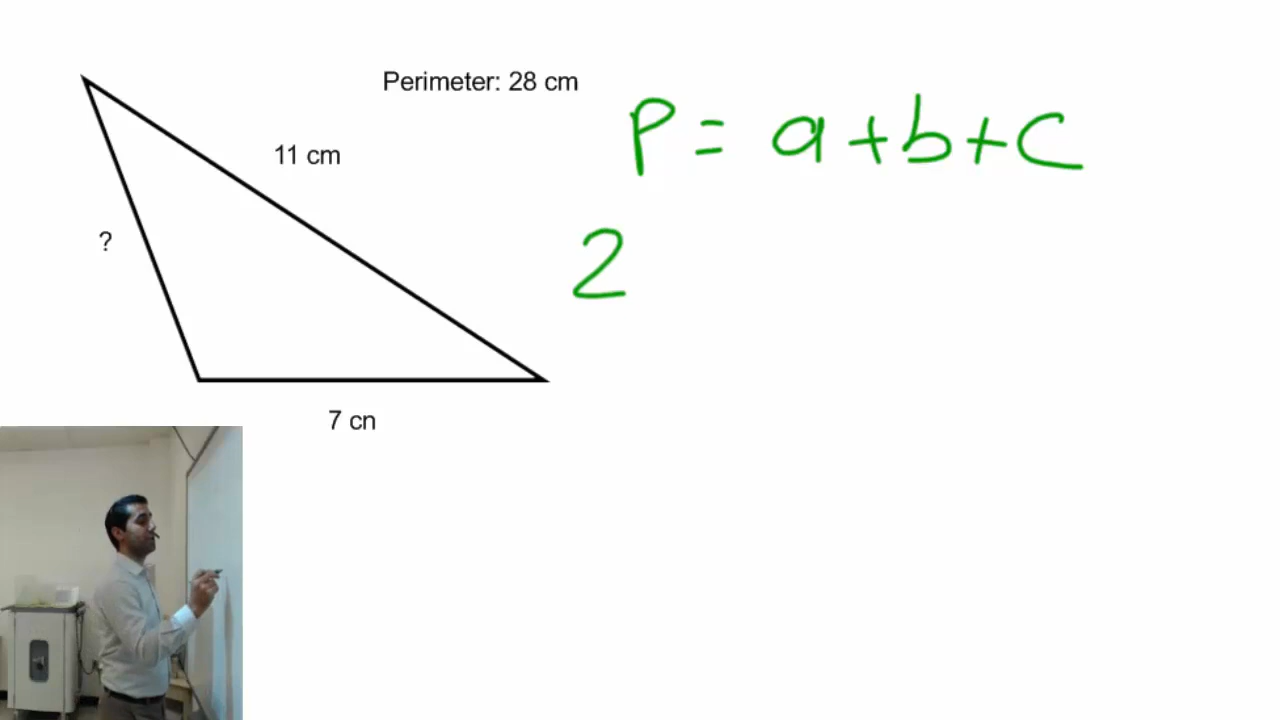 Perimeter: 28 cm
P = a+b+c
11 cm
?
2
7 cn